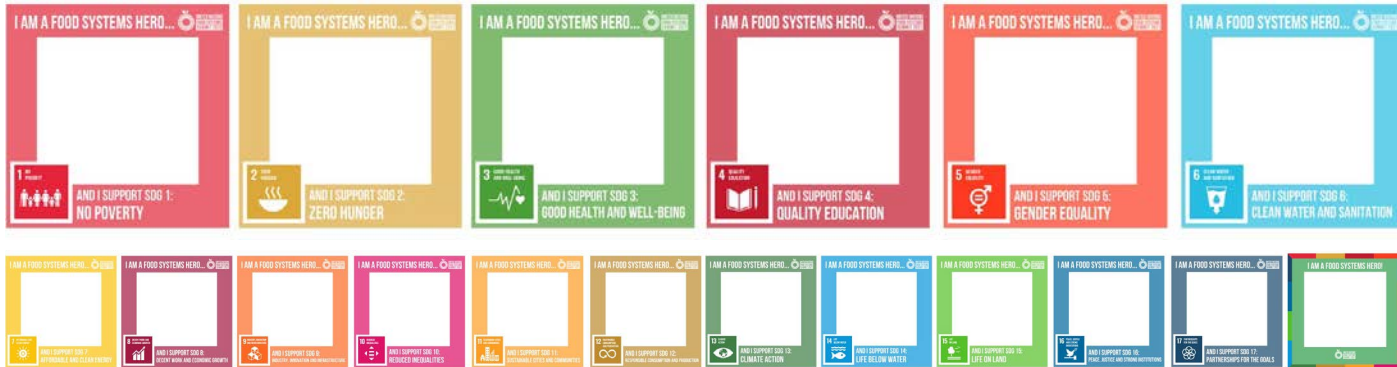 I AM A FOOD SYSTEMS HERO...
1 NO POVERTY
AND I SUPPORT SDG 1:
NO POVERTY
I AM A FOOD SYSTEMS HERO...
2 ZERO HUNGER
AND I SUPPORT SDG 2:
ZERO HUNGER
I AM A FOOD SYSTEMS HERO...
3 GOOD HEALTH AND WELL-BEING
AND I SUPPORT SDG 3:
GOOD HEALTH AND WELL-BEING
I AM A FOOD SYSTEMS HERO...
4 QUALITY EDUCATION
AND I SUPPORT SDG 4:
QUALITY EDUCATION
I AM A FOOD SYSTEMS HERO...
5 GENDER EQUALITY
AND I SUPPORT SDG 5:
GENDER EQUALITY
I AM A FOOD SYSTEMS HERO...
6 CLEAN WATER AND SANITATION
AND I SUPPORT SDG 6:
CLEAN WATER AND SANITATION
I AM A FOOD SYSTEMS HERO...
7
AND I SUPPORT SDG 7:
AFFORDABLE AND CLEAN ENERGY
I AM A FOOD SYSTEMS HERO...
8
AND I SUPPORT SDG 8:
DECENT WORK AND ECONOMIC GROWTH
I AM A FOOD SYSTEMS HERO...
9
AND I SUPPORT SDG 9:
INDUSTRY, INNOVATION AND INFRASTRUCTURE
I AM A FOOD SYSTEMS HERO...
10
AND I SUPPORT SDG 10:
REDUCED INEQUALITIES
I AM A FOOD SYSTEMS HERO...
11
AND I SUPPORT SDG 11:
SUSTAINABLE CITIES AND COMMUNITIES
I AM A FOOD SYSTEMS HERO...
12
AND I SUPPORT SDG 12:
RESPONSIBLE CONSUMPTION AND PRODUCTION
I AM A FOOD SYSTEMS HERO...
13
AND I SUPPORT SDG 13:
CLIMATE ACTION
I AM A FOOD SYSTEMS HERO...
14
AND I SUPPORT SDG 14:
LIFE BELOW WATER
I AM A FOOD SYSTEMS HERO...
15
AND I SUPPORT SDG 15:
LIFE ON LAND
I AM A FOOD SYSTEMS HERO...
16
AND I SUPPORT SDG 16:
PEACE, JUSTICE AND STRONG INSTITUTIONS
I AM A FOOD SYSTEMS HERO...
17
AND I SUPPORT SDG 17:
PARTNERSHIPS FOR THE GOALS
I AM A FOOD SYSTEMS HERO!